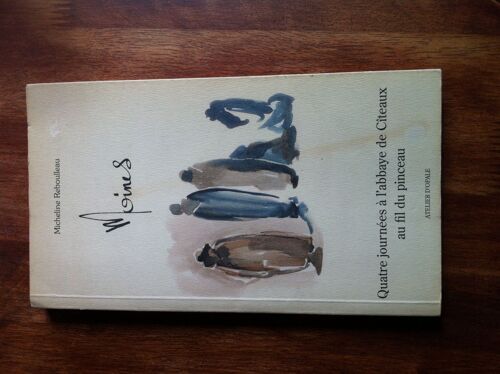 Micheline Reboulleau
Moines
Quatre journées à l'abbaye de Cîteaux
au fil du pinceau
ATELIER D'OPALE